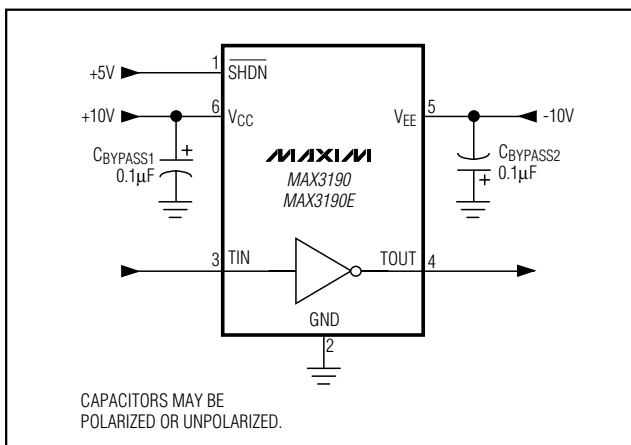 +5V
1
SHDN
+10V
6
VCC
CBYPASS1
0.1µF
+
MAXIM
MAX3190
MAX3190E
VEE
5
-10V
CBYPASS2
0.1µF
+
3
TIN
TOUT
4
GND
2
CAPACITORS MAY BE
POLARIZED OR UNPOLARIZED.